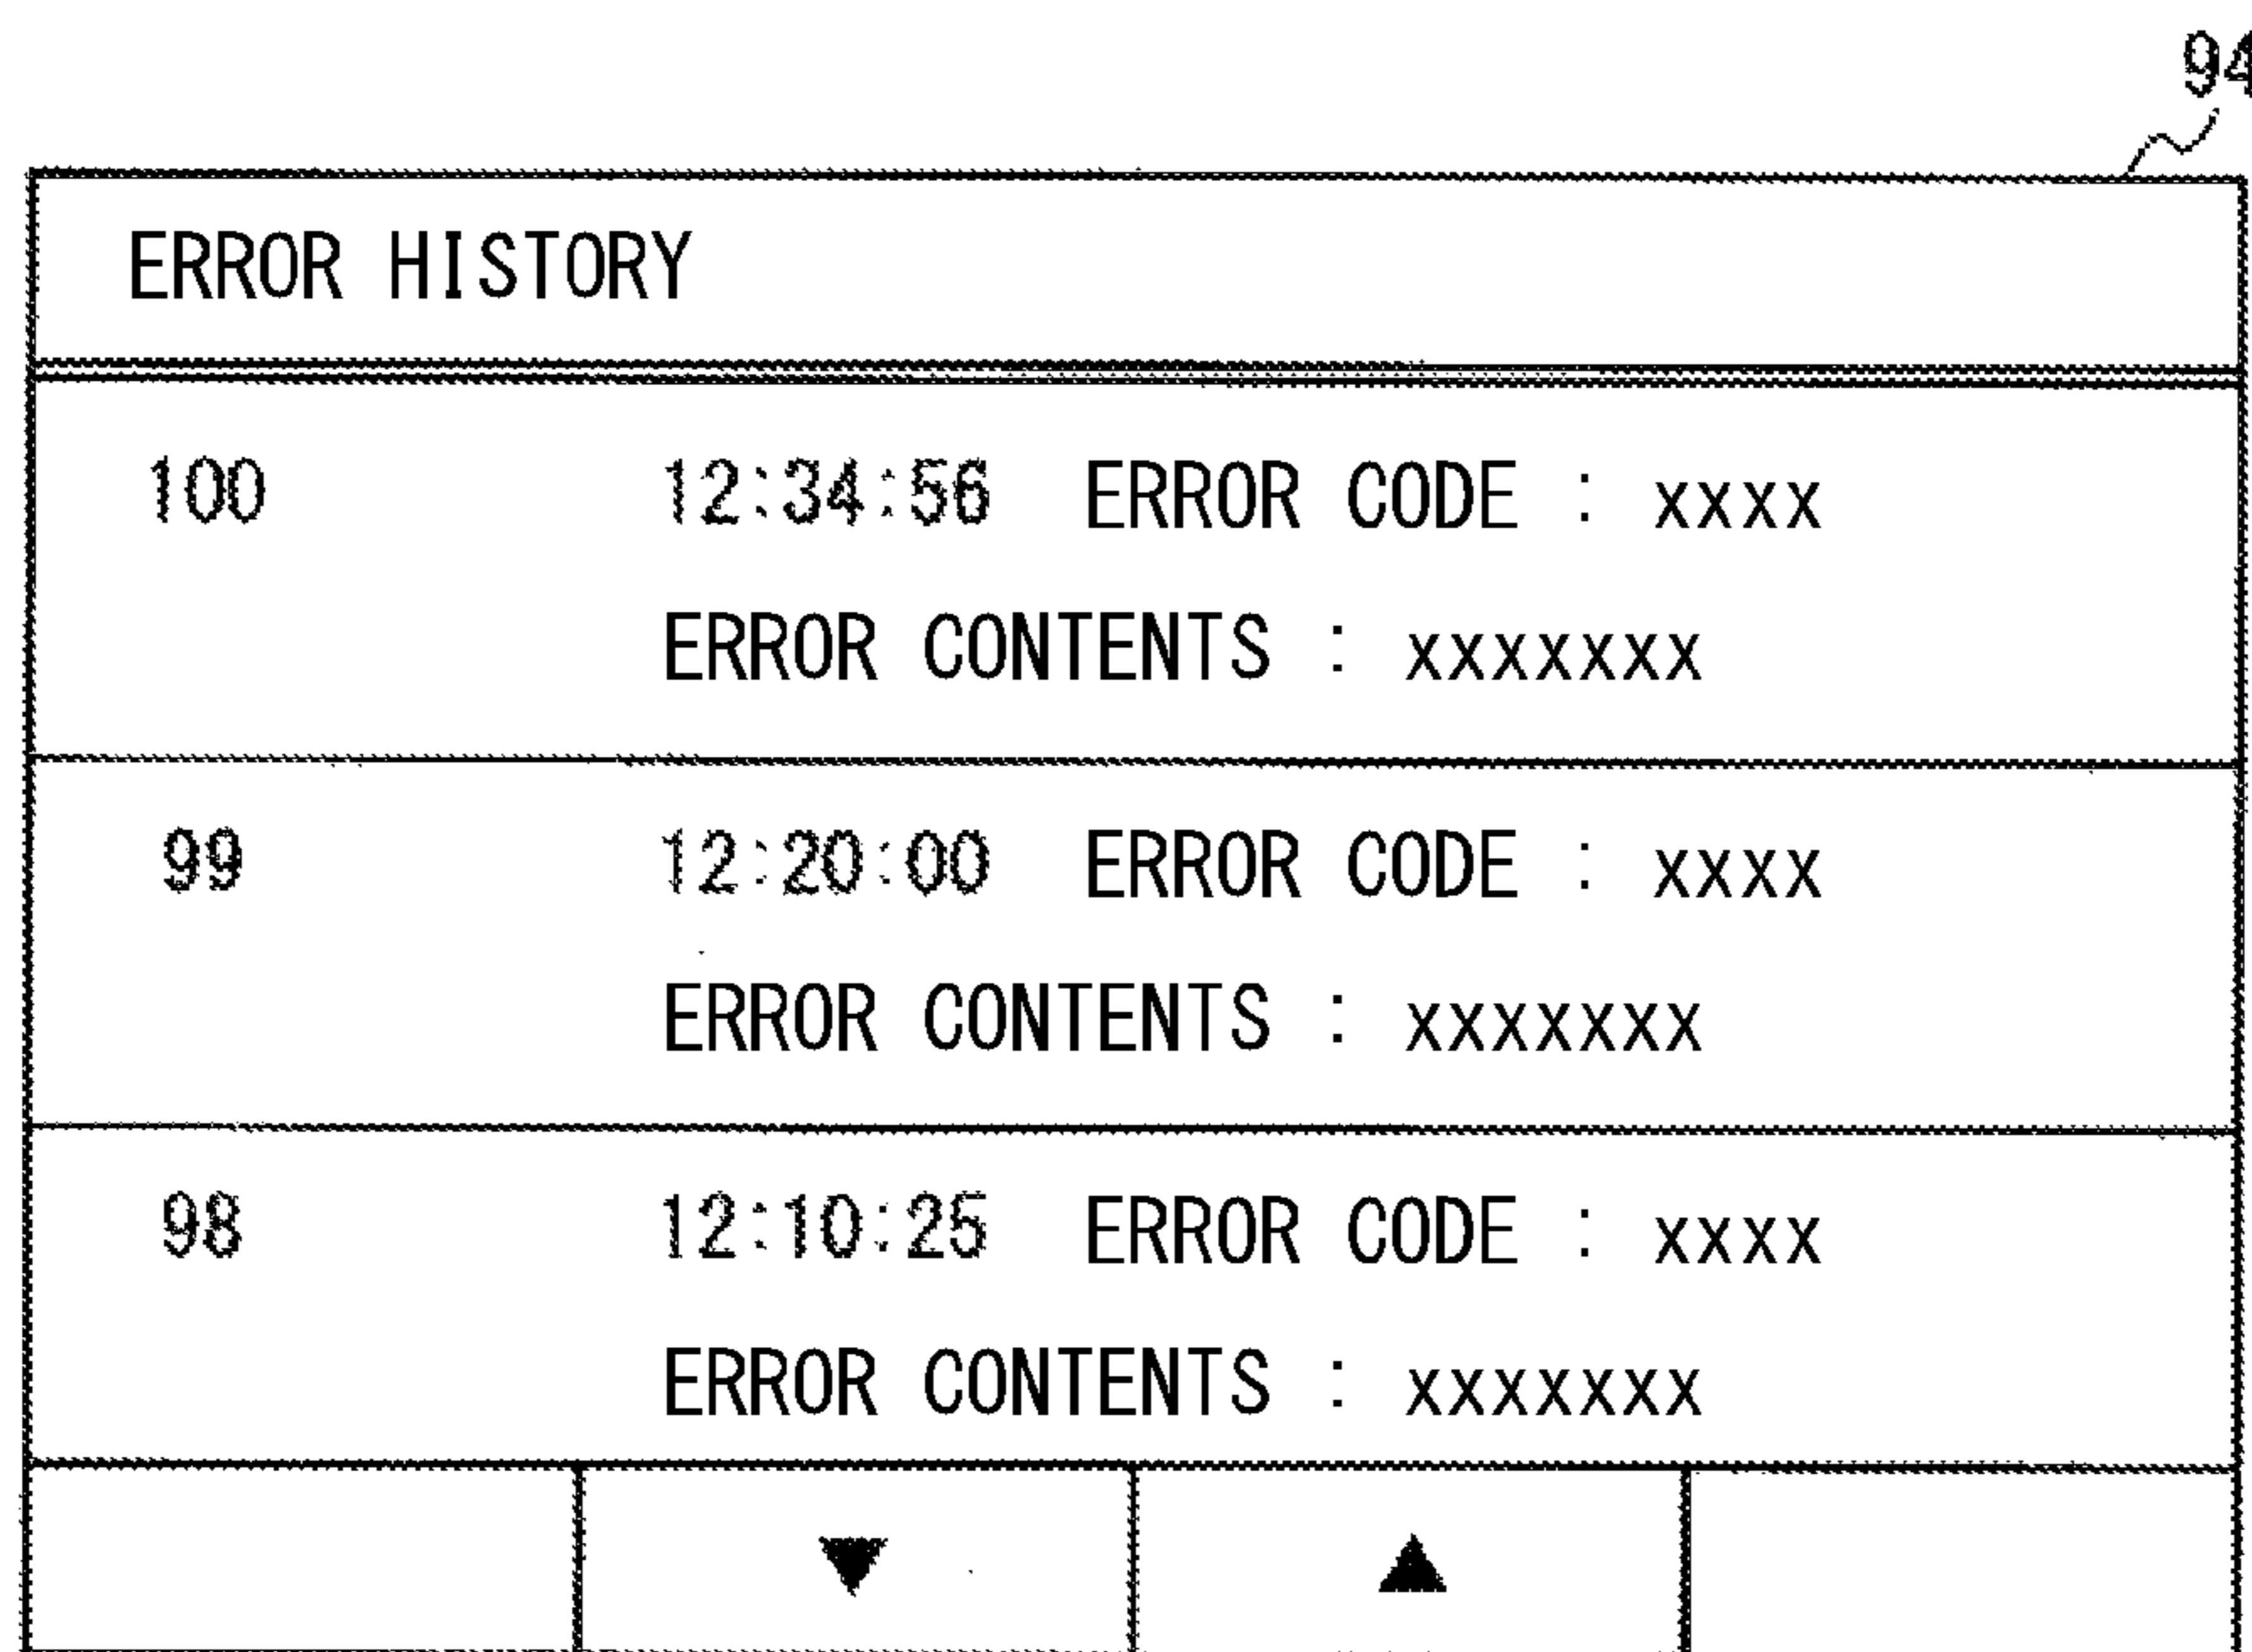 94
ERROR HISTORY
100 12:34:56 ERROR CODE : xxxx
ERROR CONTENTS : xxxxxxx
99 12:20:00 ERROR CODE : xxxx
ERROR CONTENTS : xxxxxxx
98 12:10:25 ERROR CODE : xxxx
ERROR CONTENTS : xxxxxxx
▼ ▲